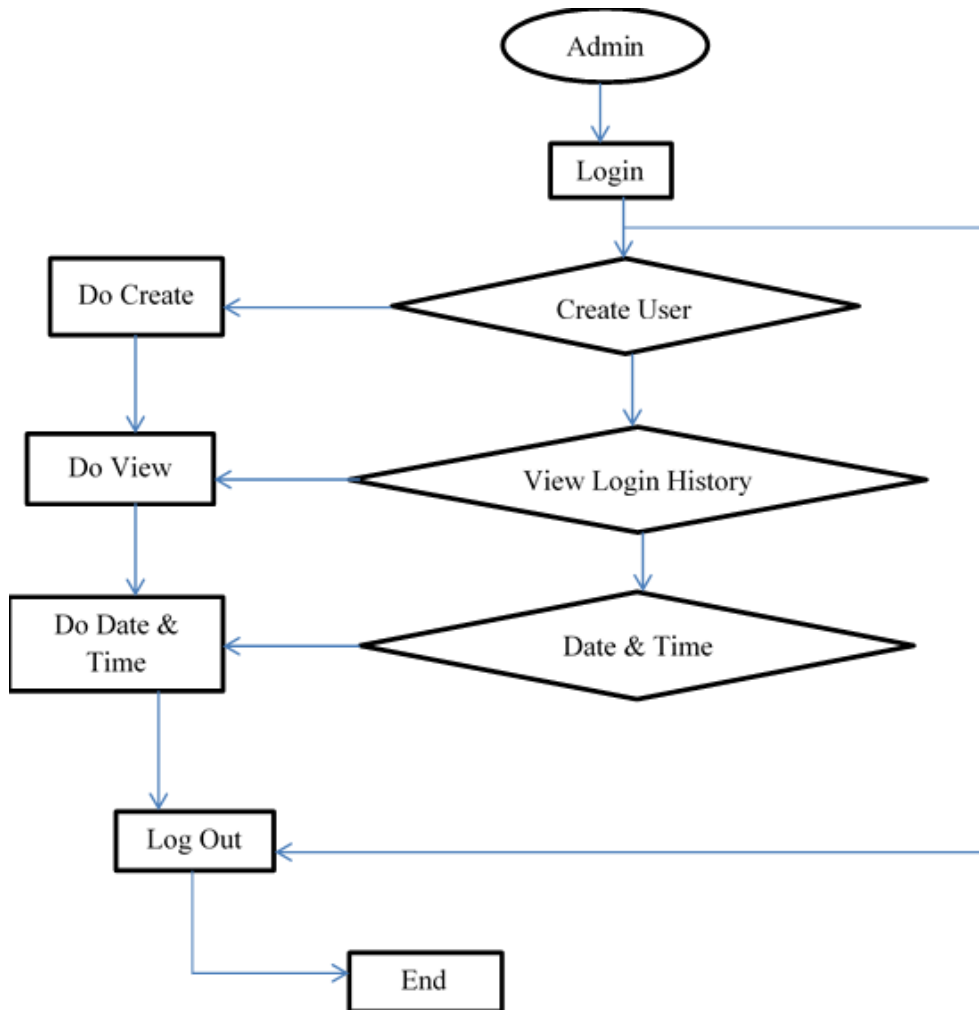 Admin
Login
Do Create
Create User
Do View
View Login History
Do Date &
Time
Date & Time
Log Out
End